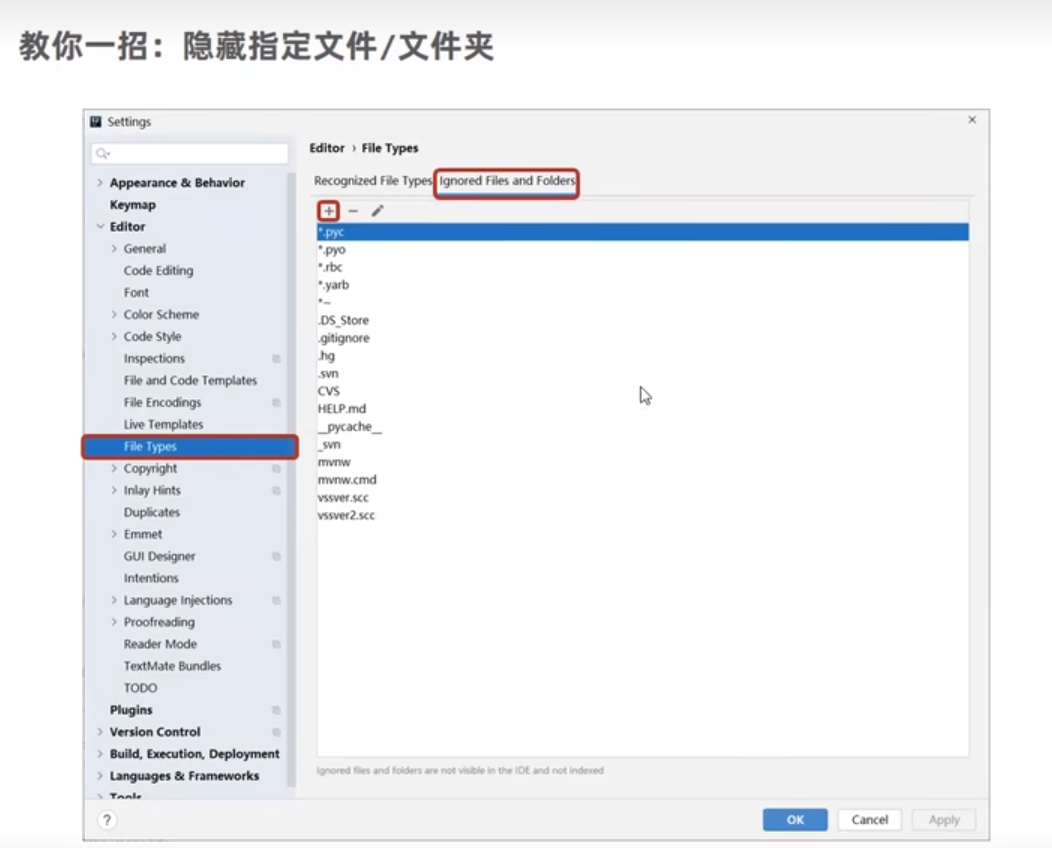 教你一招：隐藏指定文件/文件夹
Settings
Editor › File Types
Appearance & Behavior
Keymap
Editor
General
Code Editing
Font
Color Scheme
Code Style
Inspections
File and Code Templates
File Encodings
Live Templates
File Types
Copyright
Inlay Hints
Duplicates
Emmet
GUI Designer
Intentions
Language Injections
Proofreading
Reader Mode
TextMate Bundles
TODO
Plugins
Version Control
Build, Execution, Deployment
Languages & Frameworks
Tools
Recognized File Types Ignored Files and Folders
*.pyc
*.pyo
*.rbc
*.yarb
*~
.DS_Store
.gitignore
.hg
.svn
CVS
HELP.md
__pycache__
_svn
mvnw
mvnw.cmd
vssver.scc
vssver2.scc
Ignored files and folders are not visible in the IDE and not indexed
? OK Cancel Apply